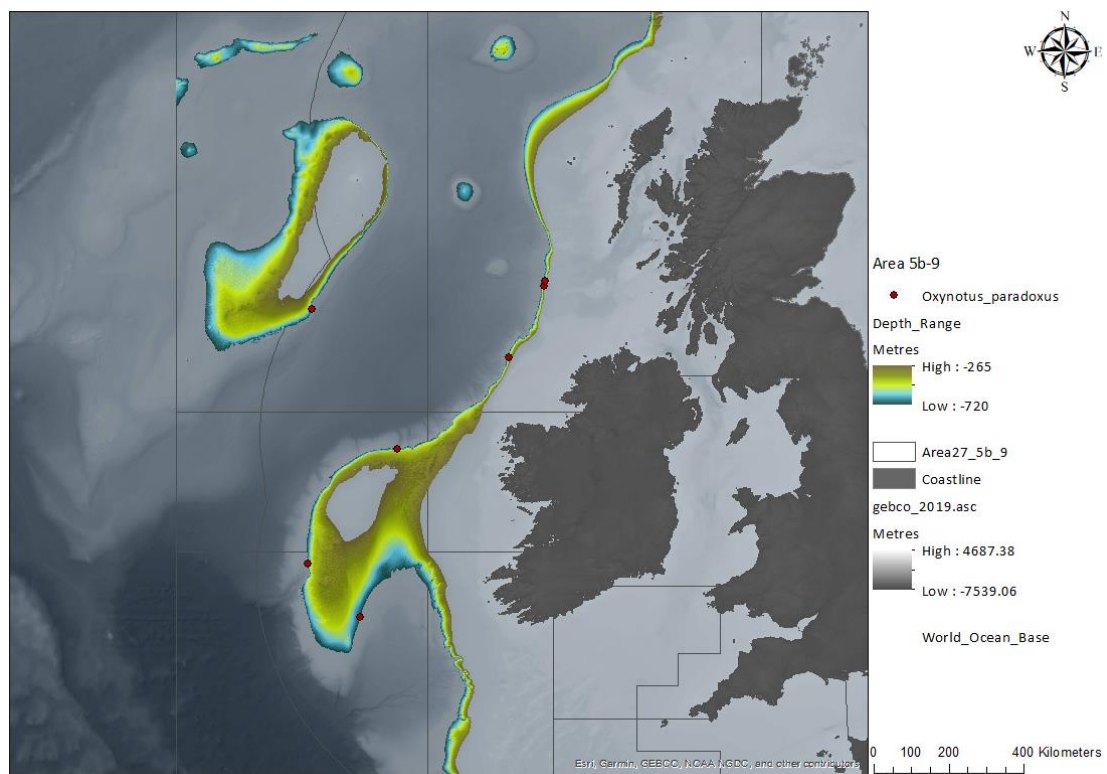 N
W E
S
Area 5b-9
Oxynotus_paradoxus
Depth_Range
Metres
High : -265
Low : -720
Area27_5b_9
Coastline
gebco_2019.asc
Metres
High : 4687.38
Low : -7539.06
World_Ocean_Base
0 100 200 400 Kilometers
Esri, Garmin, GEBCO, NOAA NGDC, and other contributors